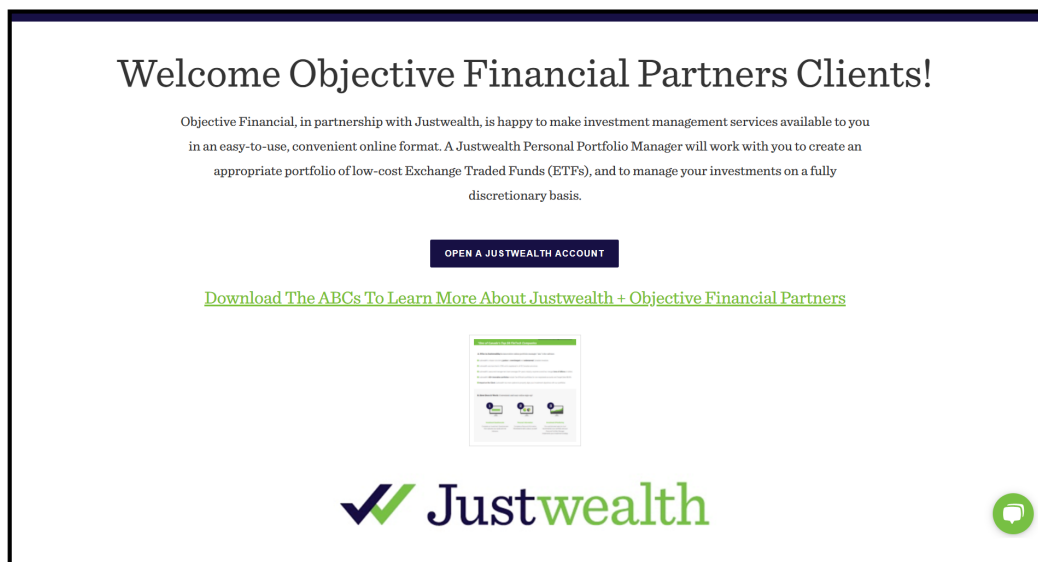 Welcome Objective Financial Partners Clients!
Objective Financial, in partnership with Justwealth, is happy to make investment management services available to you
in an easy-to-use, convenient online format. A Justwealth Personal Portfolio Manager will work with you to create an
appropriate portfolio of low-cost Exchange Traded Funds (ETFs), and to manage your investments on a fully
discretionary basis.
OPEN A JUSTWEALTH ACCOUNT
Download The ABCs To Learn More About Justwealth + Objective Financial Partners
Justwealth